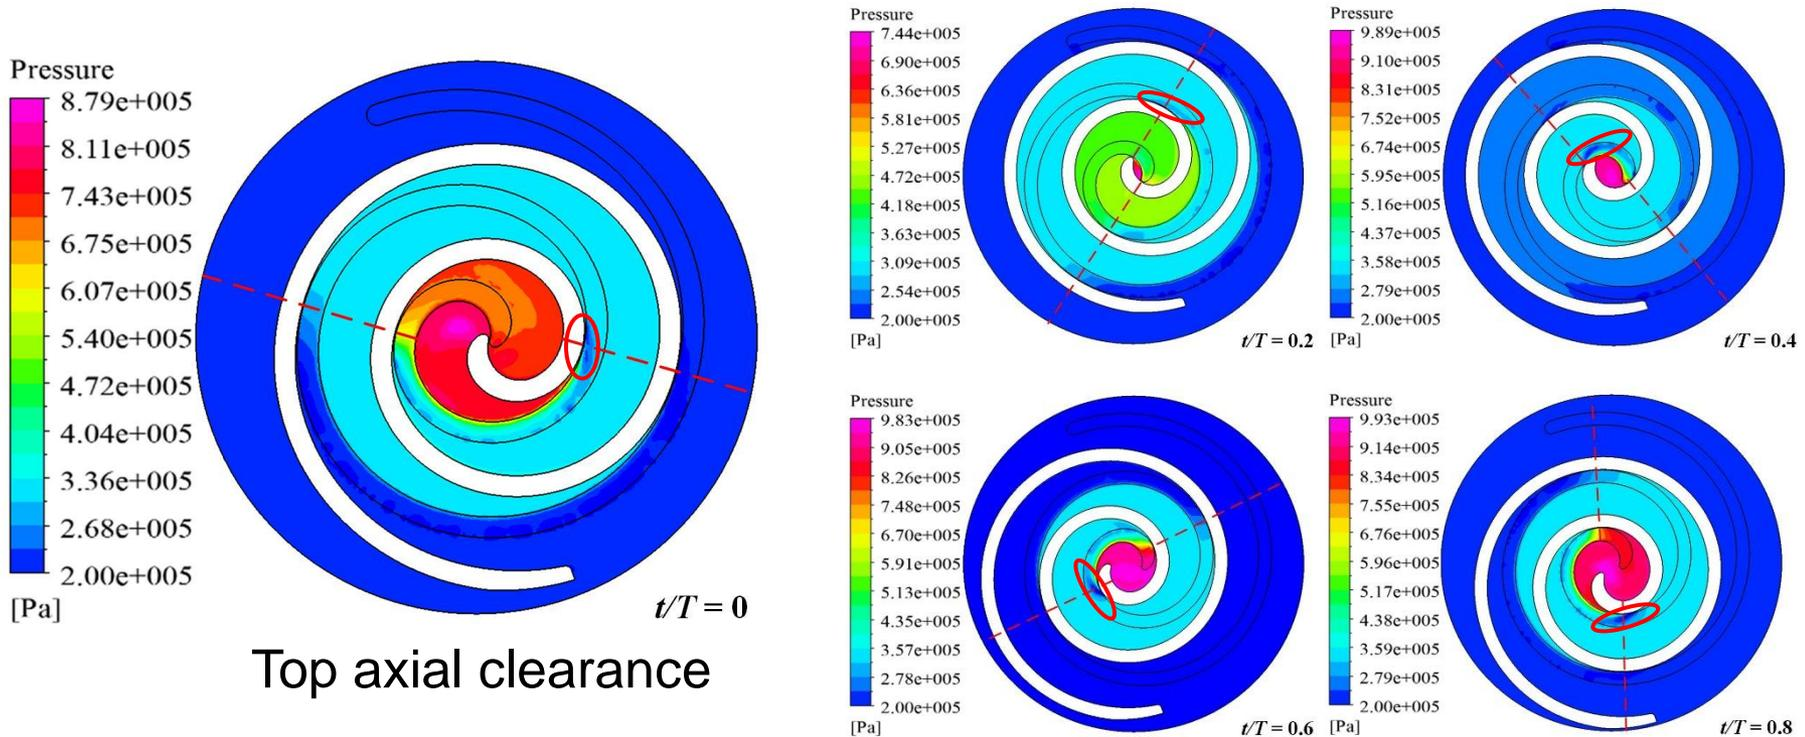 Pressure
8.79e+005
8.11e+005
7.43e+005
6.75e+005
6.07e+005
5.40e+005
4.72e+005
4.04e+005
3.36e+005
2.68e+005
2.00e+005
[Pa]
t/T = 0
Top axial clearance
Pressure
7.44e+005
6.90e+005
6.36e+005
5.81e+005
5.27e+005
4.72e+005
4.18e+005
3.63e+005
3.09e+005
2.54e+005
2.00e+005
[Pa]
t/T = 0.2
Pressure
9.89e+005
9.10e+005
8.31e+005
7.52e+005
6.74e+005
5.95e+005
5.16e+005
4.37e+005
3.58e+005
2.79e+005
2.00e+005
[Pa]
t/T = 0.4
Pressure
9.83e+005
9.05e+005
8.26e+005
7.48e+005
6.70e+005
5.91e+005
5.13e+005
4.35e+005
3.57e+005
2.78e+005
2.00e+005
[Pa]
t/T = 0.6
Pressure
9.93e+005
9.14e+005
8.34e+005
7.55e+005
6.76e+005
5.96e+005
5.17e+005
4.38e+005
3.59e+005
2.79e+005
2.00e+005
[Pa]
t/T = 0.8